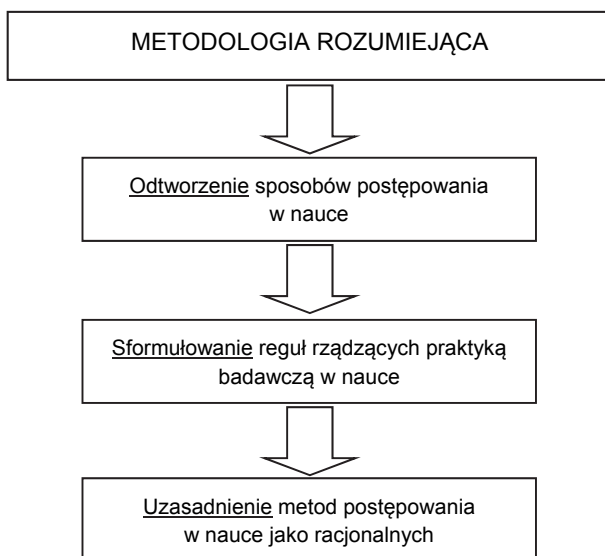 METODOLOGIA ROZUMIEJĄCA
Odtworzenie sposobów postępowania
w nauce
Sformułowanie reguł rządzących praktyką
badawczą w nauce
Uzasadnienie metod postępowania
w nauce jako racjonalnych